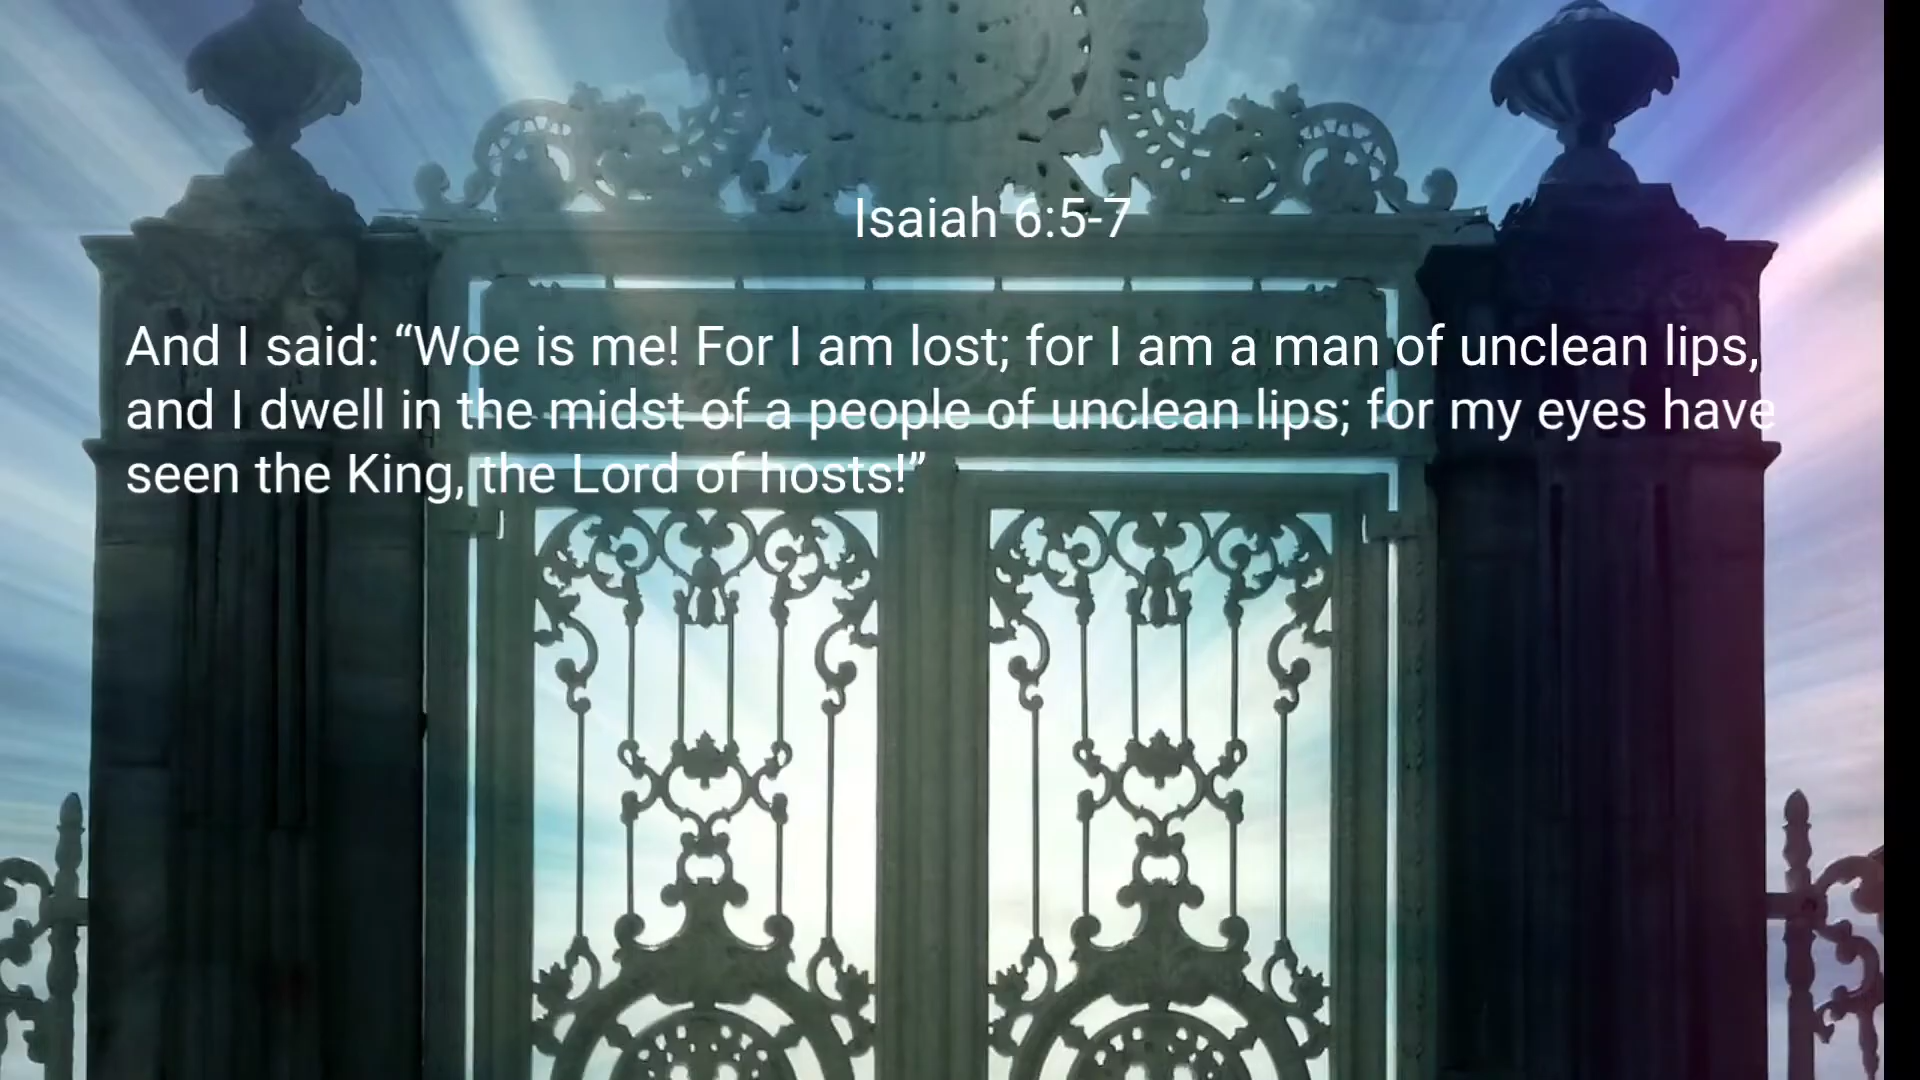 Isaiah 6:5-7
And I said: “Woe is me! For I am lost; for I am a man of unclean lips,
and I dwell in the midst of a people of unclean lips; for my eyes have
seen the King, the Lord of hosts!”